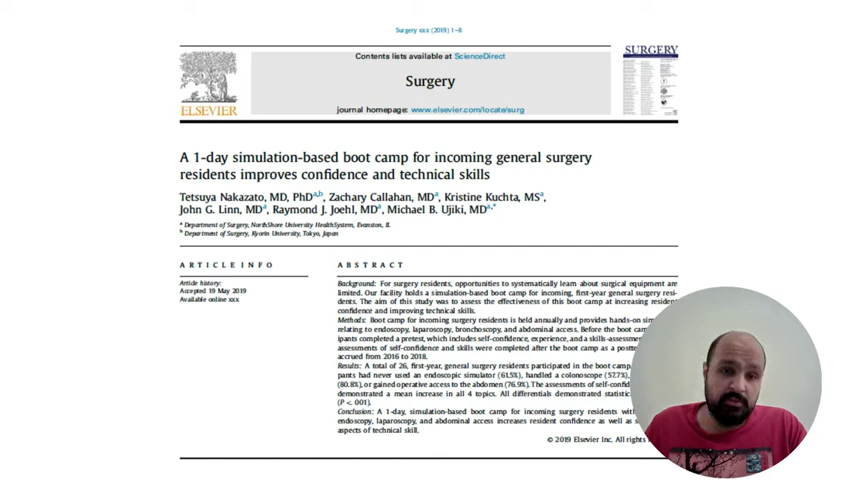 Surgery xxx (2019) 1–8
Contents lists available at ScienceDirect
Surgery
journal homepage: www.elsevier.com/locate/surg
ELSEVIER
SURGERY
A 1-day simulation-based boot camp for incoming general surgery
residents improves confidence and technical skills
Tetsuya Nakazato, MD, PhDa,b, Zachary Callahan, MDa, Kristine Kuchta, MSa,
John G. Linn, MDa, Raymond J. Joehl, MDa, Michael B. Ujiki, MDa,*
a Department of Surgery, NorthShore University HealthSystem, Evanston, IL
b Department of Surgery, Kyorin University, Tokyo, Japan
ARTICLE INFO
Article history:
Accepted 19 May 2019
Available online xxx
ABSTRACT
Background: For surgery residents, opportunities to systematically learn about surgical equipment are
limited. Our facility holds a simulation-based boot camp for incoming, first-year general surgery resi-
dents. The aim of this study was to assess the effectiveness of this boot camp at increasing resident
confidence and improving technical skills.
Methods: Boot camp for incoming surgery residents is held annually and provides hands-on
relating to endoscopy, laparoscopy, bronchoscopy, and abdominal access. Before the boot camp
ipants completed a pretest, which includes self-confidence, experience, and a skills-assessment
assessments of self-confidence and skills were completed after the boot camp as a
accrued from 2016 to 2018.
Results: A total of 26, first-year, general surgery residents participated in the boot camp.
pants had never used an endoscopic simulator (61.5%), handled a colonoscope (57.7%),
(80.8%), or gained operative access to the abdomen (76.9%). The assessments of
demonstrated a mean increase in all 4 topics. All differentials demonstrated
(P < .001).
Conclusion: A 1-day, simulation-based boot camp for incoming surgery residents
endoscopy, laparoscopy, and abdominal access increases resident confidence as well as
aspects of technical skill.
© 2019 Elsevier Inc. All rights